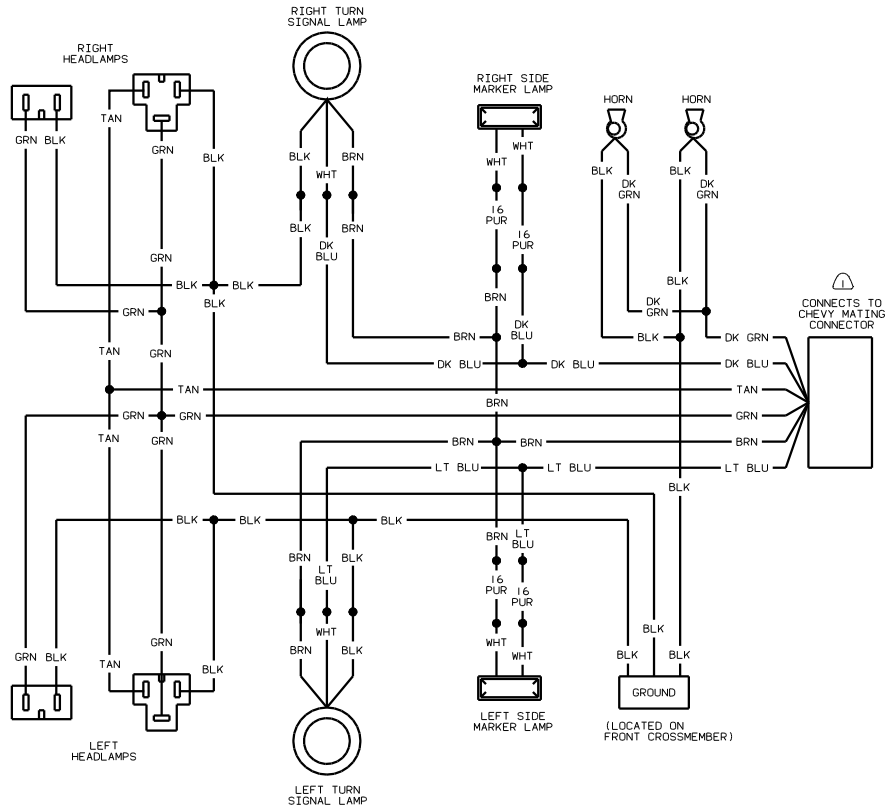 RIGHT TURN
SIGNAL LAMP
RIGHT
HEADLAMPS
RIGHT SIDE
MARKER LAMP
HORN
HORN
TAN
GRN BLK
GRN
BLK
BLK
BRN
WHT
WHT
WHT
BLK
BLK
DK
GRN
DK
GRN
16
PUR
16
PUR
BLK
BRN
DK
BLU
GRN
BLK
BLK
BLK
BLK
BRN
BLK
DK
GRN
1
CONNECTS TO
CHEVY MATING
CONNECTOR
GRN
DK
BLU
BRN
BLK
DK GRN
TAN
GRN
DK BLU
DK BLU
DK BLU
TAN
TAN
BRN
GRN
GRN
GRN
TAN
GRN
BRN
BRN
BRN
LT BLU
LT BLU
LT BLU
BLK
BLK
BLK
BLK
BRN
LT
BLU
BRN
BLK
LT
BLU
16
PUR
16
PUR
GRN
WHT
BLK
WHT
BRN
BLK
WHT
GRN
BLK
TAN
BLK
BLK
BLK
GROUND
(LOCATED ON
FRONT CROSSMEMBER)
LEFT SIDE
MARKER LAMP
LEFT
HEADLAMPS
LEFT TURN
SIGNAL LAMP